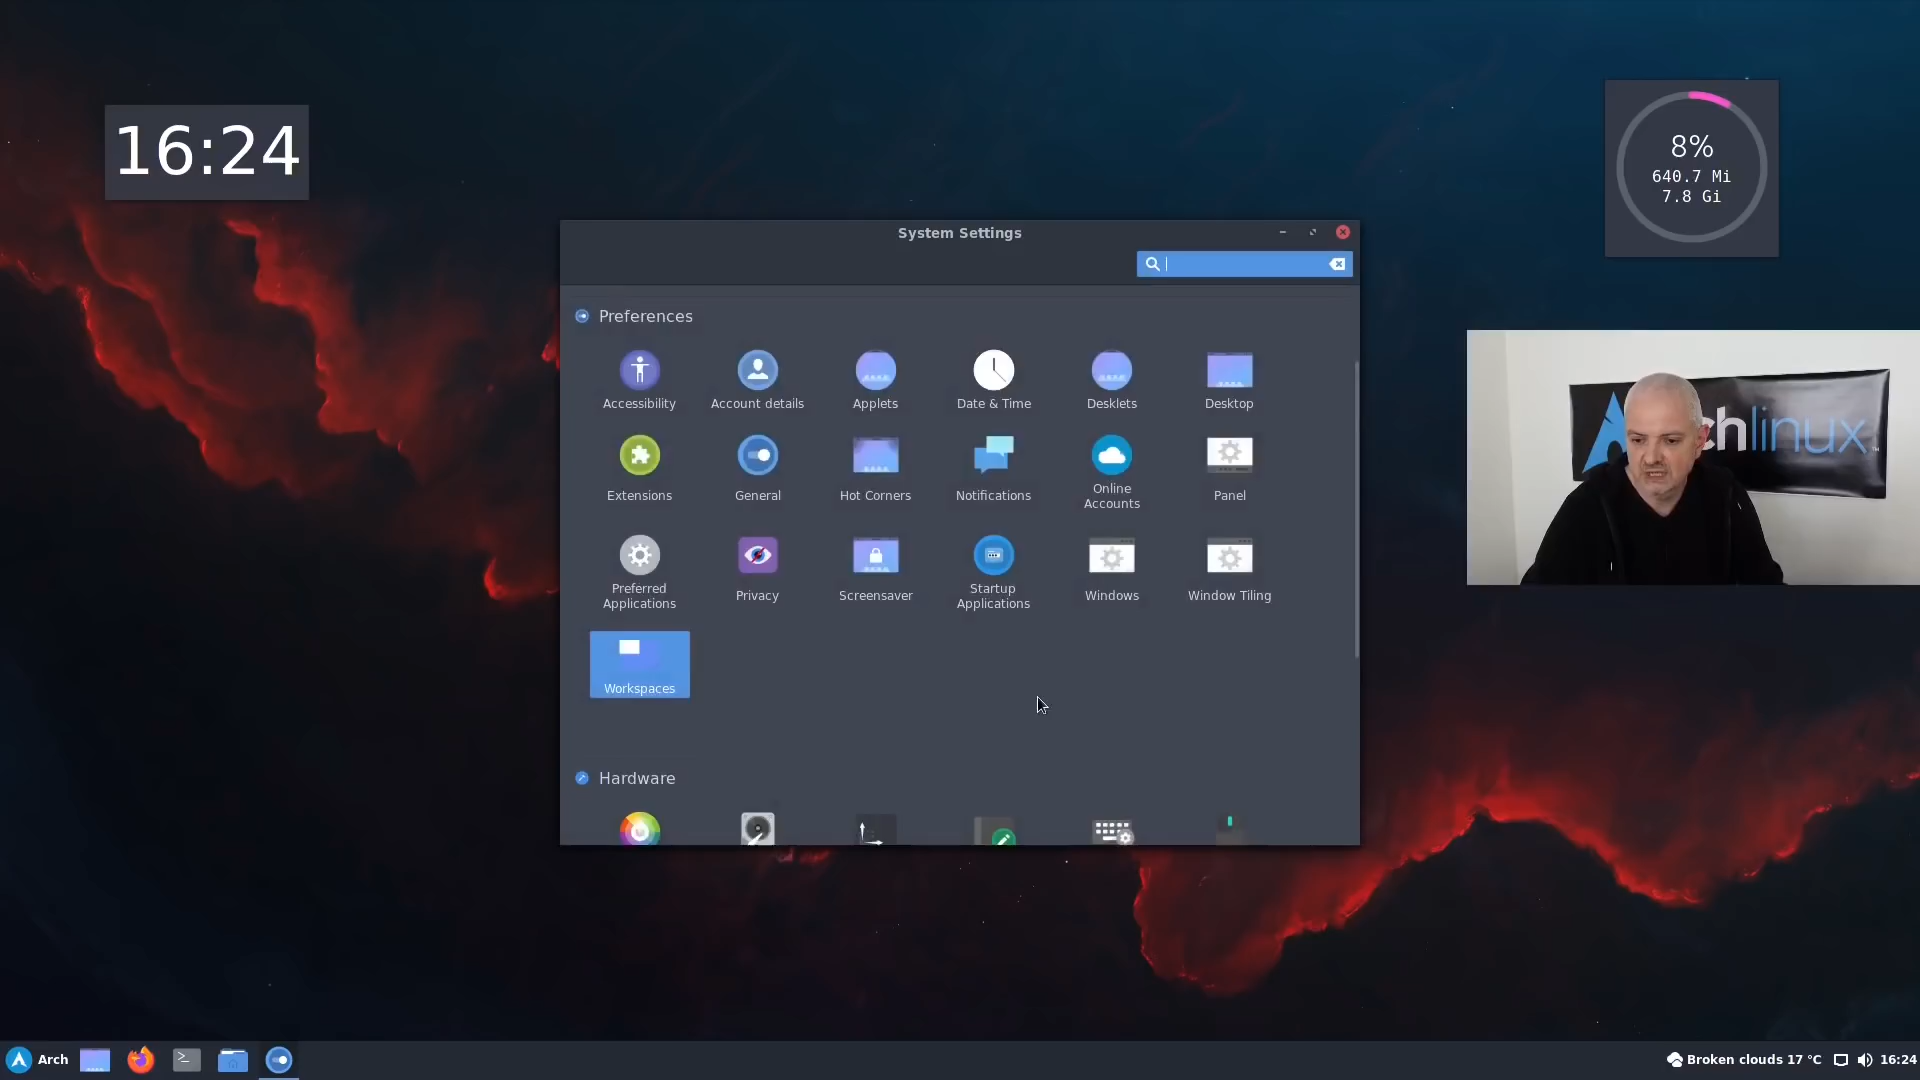 16:24
8%
640.7 Mi
7.8 Gi
System Settings
Preferences
Accessibility
Account details
Applets
Date & Time
Desklets
Desktop
Extensions
General
Hot Corners
Notifications
Online
Accounts
Panel
Preferred
Applications
Privacy
Screensaver
Startup
Applications
Windows
Window Tiling
Workspaces
Hardware
chlinux™
Arch
Broken clouds 17 °C
16:24